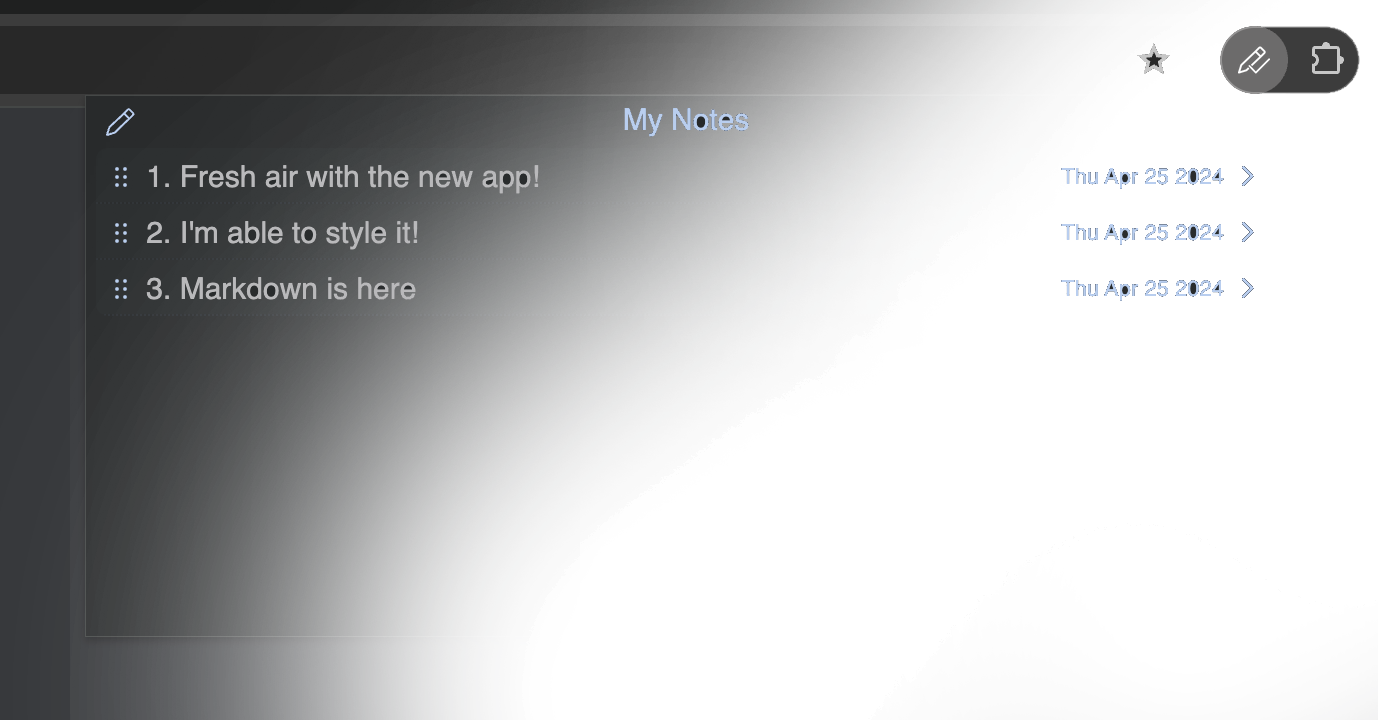 My Notes
1. Fresh air with the new app! Thu Apr 25 2024
2. I'm able to style it! Thu Apr 25 2024
3. Markdown is here Thu Apr 25 2024